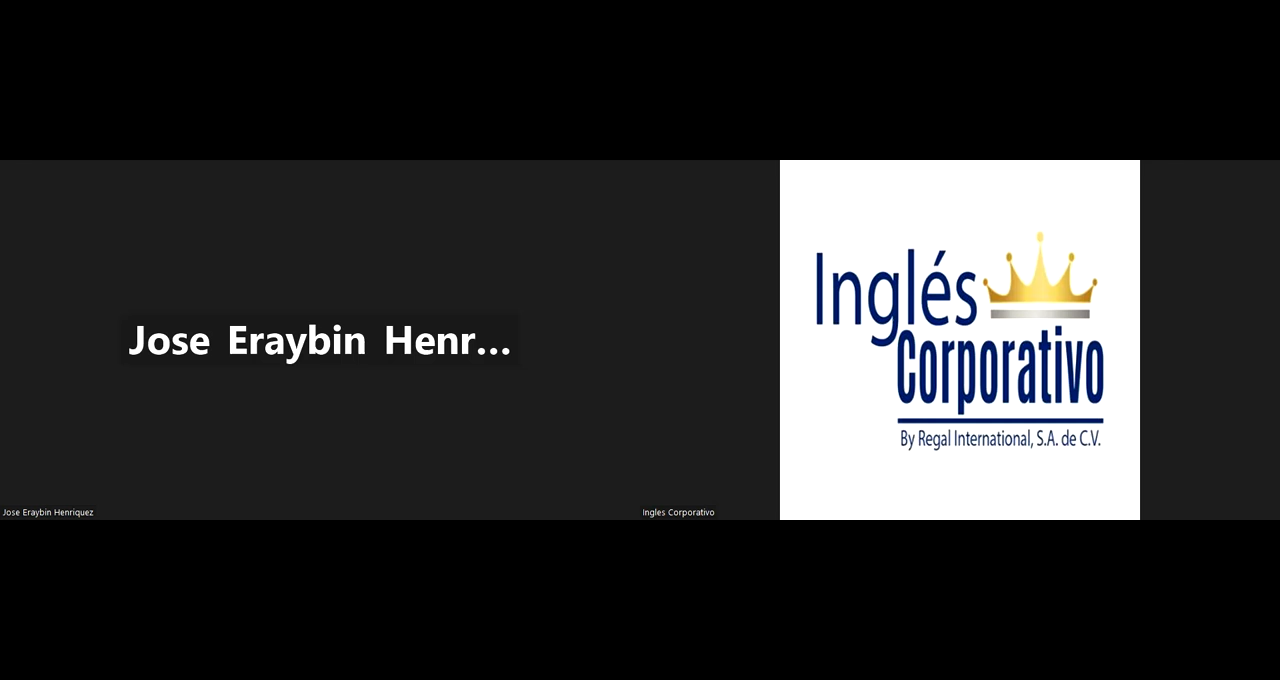 Jose Eraybin Henr...
Jose Eraybin Henriquez
Inglés
Corporativo
By Regal International, S.A. de C.V.
Ingles Corporativo